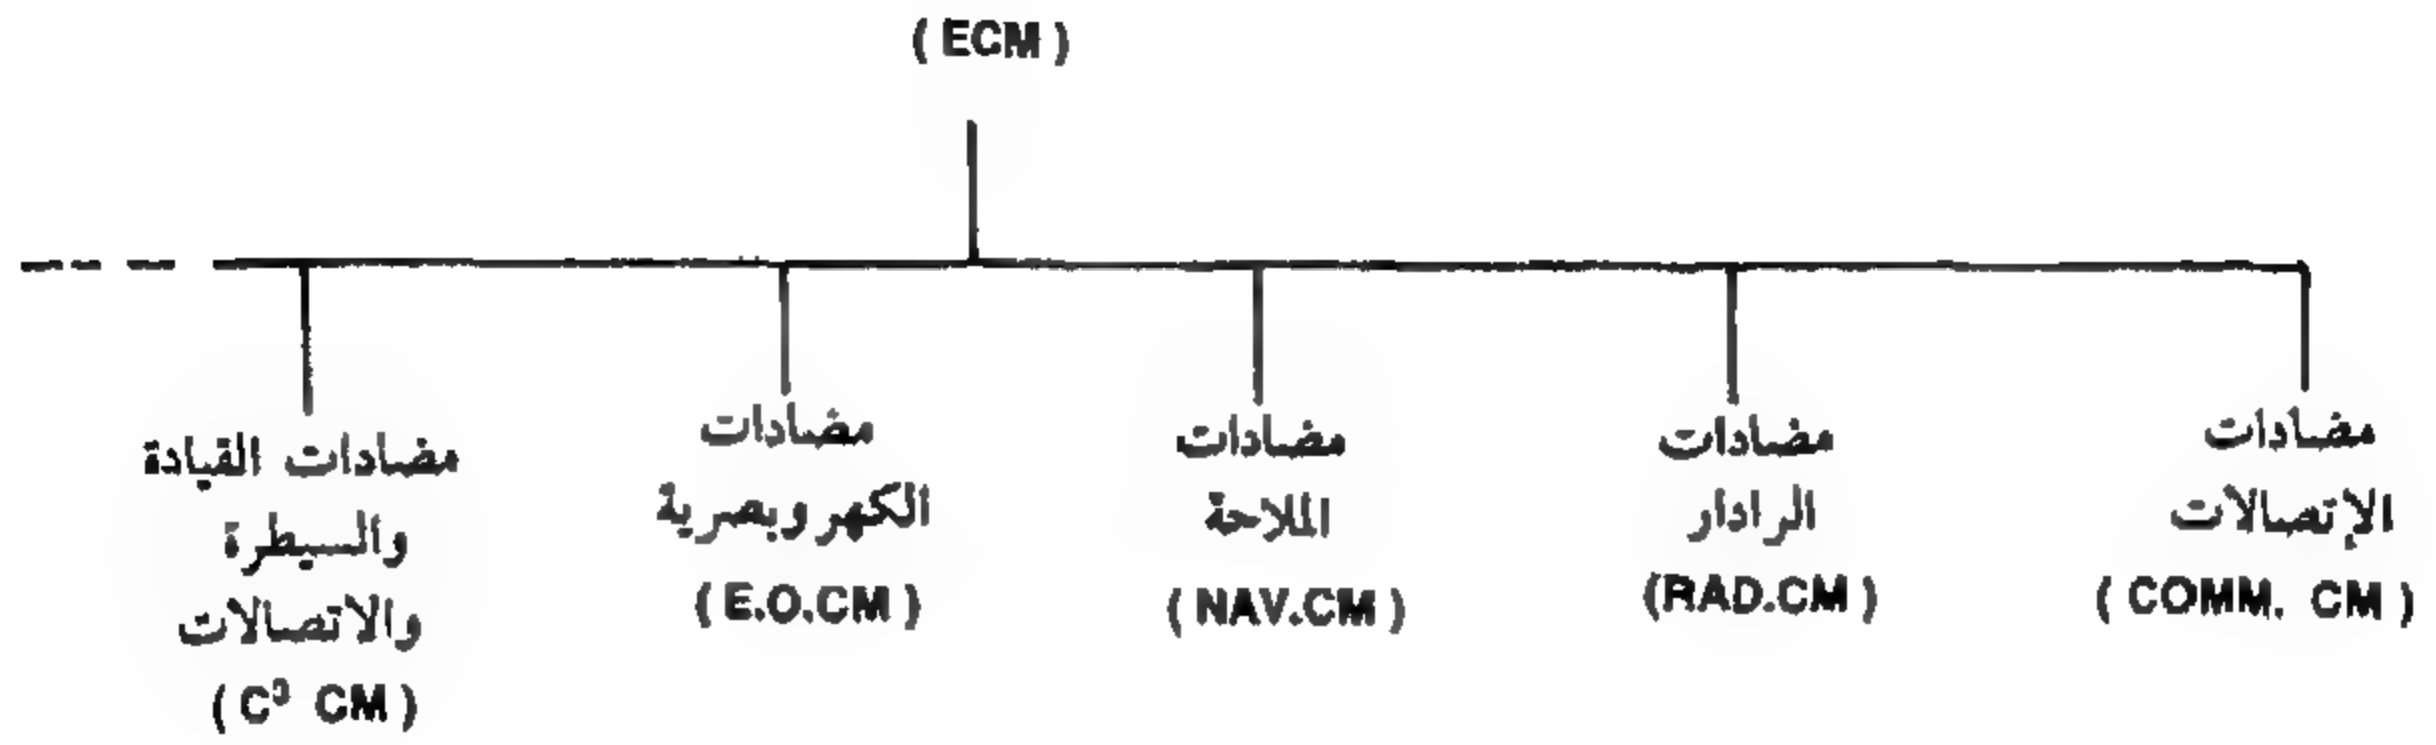 ( ECM )
مضادات
الإتصالات
( COMM. CM )
مضادات
الرادار
(RAD.CM )
مضادات
الملاحة
( NAV.CM )
مضادات
الكهروبصرية
( E.O.CM )
مضادات القيادة
والسيطرة
والاتصالات
( C³ CM )